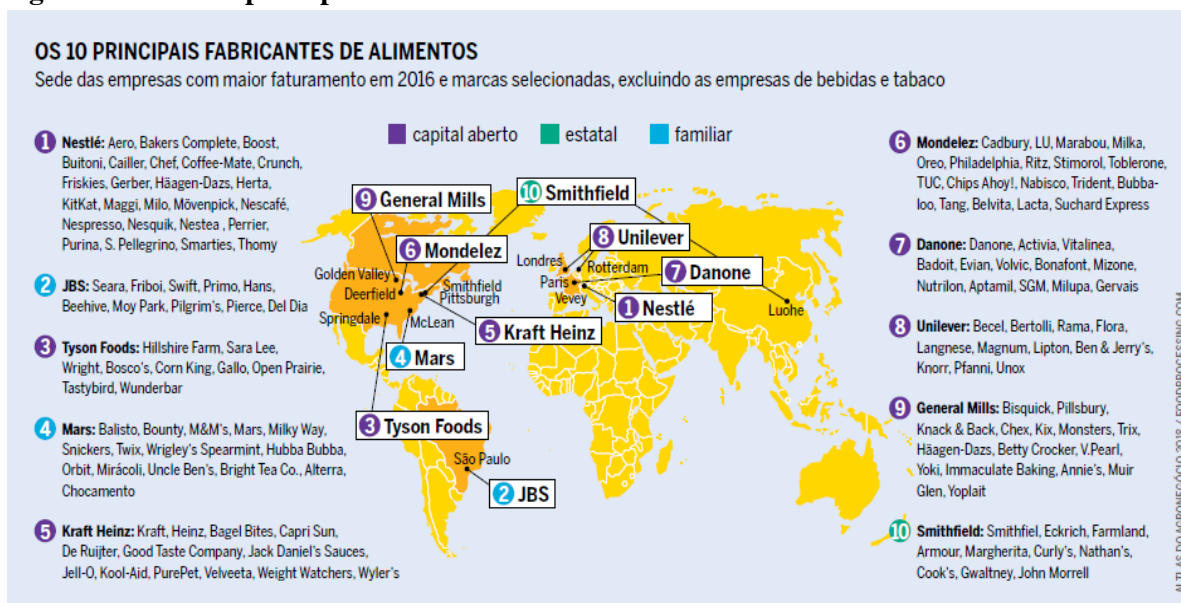 OS 10 PRINCIPAIS FABRICANTES DE ALIMENTOS
Sede das empresas com maior faturamento em 2016 e marcas selecionadas, excluindo as empresas de bebidas e tabaco
capital aberto
estatal
familiar
1 Nestlé: Aero, Bakers Complete, Boost,
Buitoni, Cailler, Chef, Coffee-Mate, Crunch,
Friskies, Gerber, Häagen-Dazs, Herta,
KitKat, Maggi, Milo, Mövenpick, Nescafé,
Nespresso, Nesquik, Nestea , Perrier,
Purina, S. Pellegrino, Smarties, Thomy
2 JBS: Seara, Friboi, Swift, Primo, Hans,
Beehive, Moy Park, Pilgrim's, Pierce, Del Dia
3 Tyson Foods: Hillshire Farm, Sara Lee,
Wright, Bosco's, Corn King, Gallo, Open Prairie,
Tastybird, Wunderbar
4 Mars: Balisto, Bounty, M&M's, Mars, Milky Way,
Snickers, Twix, Wrigley's Spearmint, Hubba Bubba,
Orbit, Mirácoli, Uncle Ben's, Bright Tea Co., Alterra,
Chocamento
5 Kraft Heinz: Kraft, Heinz, Bagel Bites, Capri Sun,
De Ruijter, Good Taste Company, Jack Daniel's Sauces,
Jell-O, Kool-Aid, PurePet, Velveeta, Weight Watchers, Wyler's
9 General Mills
10 Smithfield
6 Mondelez
8 Unilever
7 Danone
1 Nestlé
5 Kraft Heinz
4 Mars
3 Tyson Foods
2 JBS
Golden Valley
Deerfield
Springdale
McLean
Smithfield
Pittsburgh
Londres
Rotterdam
Paris
Vevey
Luohe
São Paulo
6 Mondelez: Cadbury, LU, Marabou, Milka,
Oreo, Philadelphia, Ritz, Stimorol, Toblerone,
TUC, Chips Ahoy!, Nabisco, Trident, Bubba-
loo, Tang, Belvita, Lacta, Suchard Express
7 Danone: Danone, Activia, Vitalinea,
Badoit, Evian, Volvic, Bonafont, Mizone,
Nutrilon, Aptamil, SGM, Milupa, Gervais
8 Unilever: Becel, Bertolli, Rama, Flora,
Langnese, Magnum, Lipton, Ben & Jerry's,
Knorr, Pfanni, Unox
9 General Mills: Bisquick, Pillsbury,
Knack & Back, Chex, Kix, Monsters, Trix,
Häagen-Dazs, Betty Crocker, V.Pearl,
Yoki, Immaculate Baking, Annie's, Muir
Glen, Yoplait
10 Smithfield: Smithfiel, Eckrich, Farmland,
Armour, Margherita, Curly's, Nathan's,
Cook's, Gwaltney, John Morrell